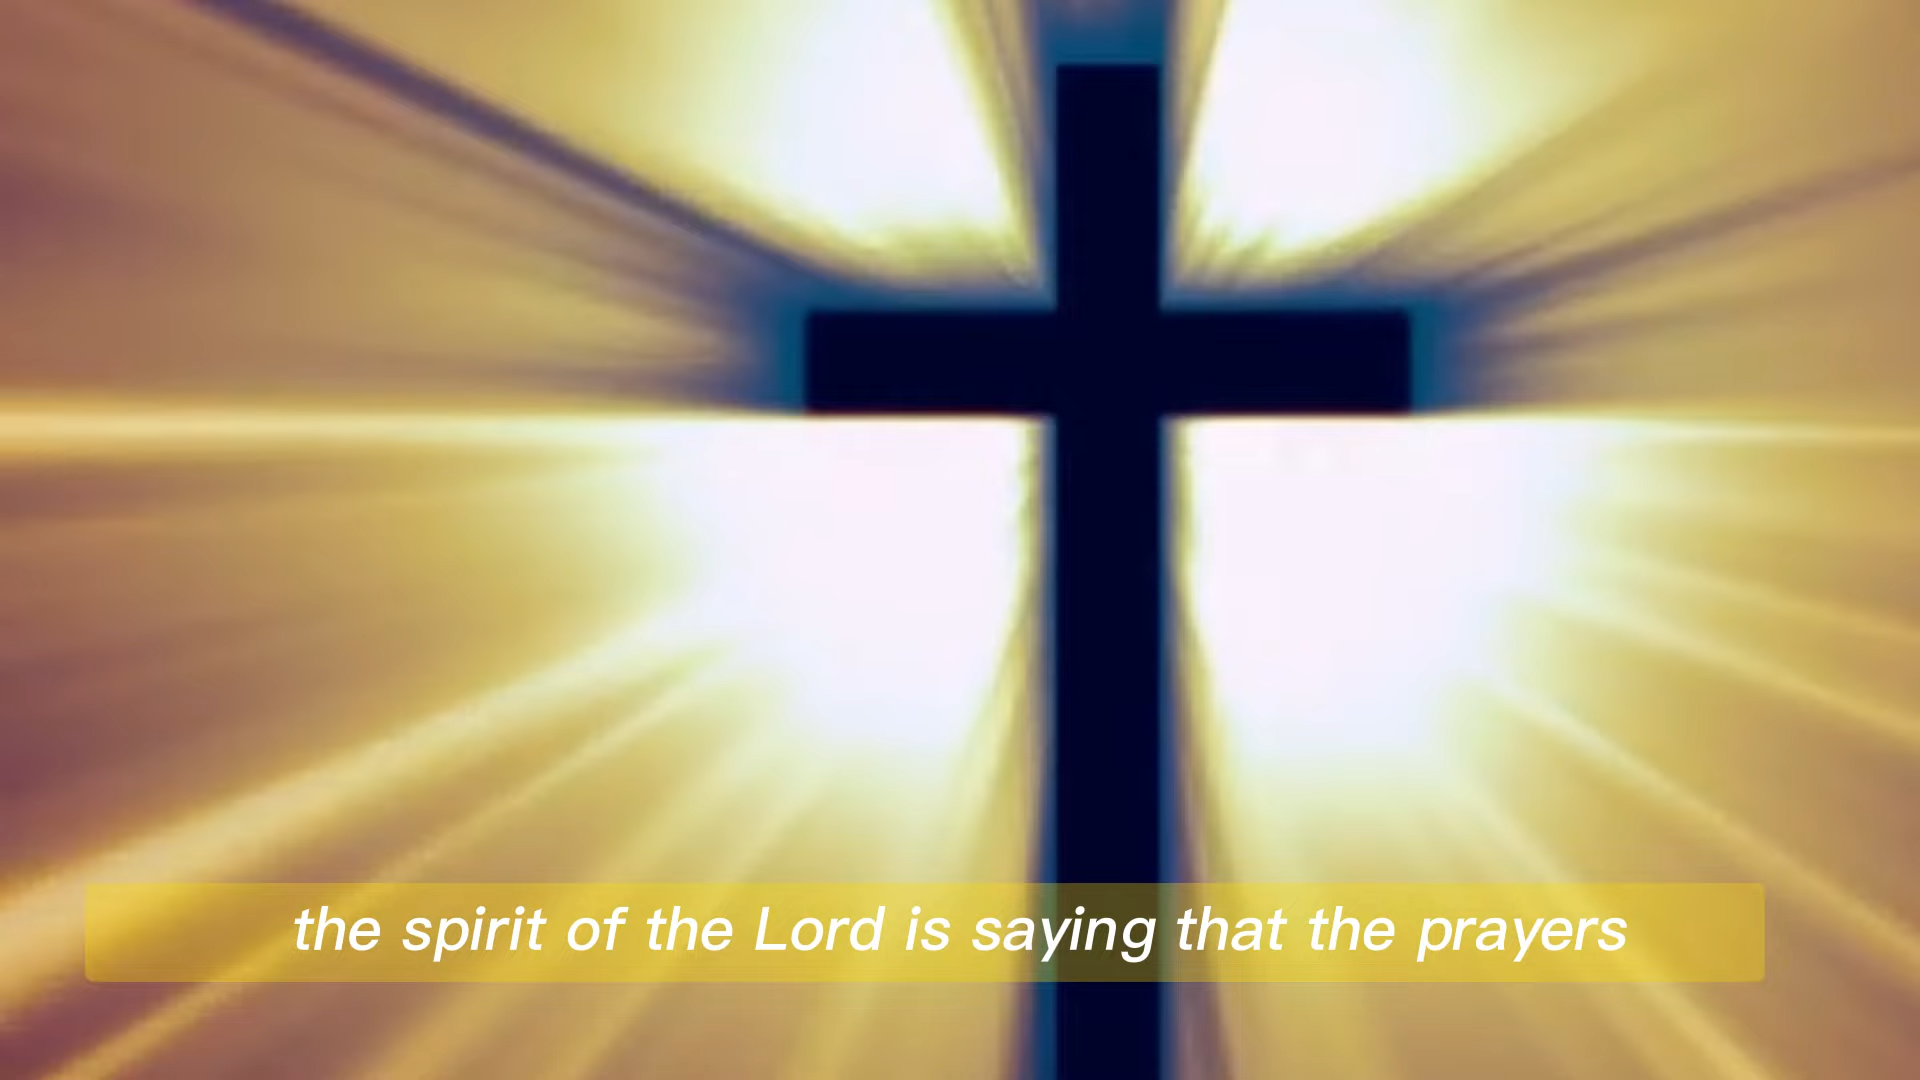 the spirit of the Lord is saying that the prayers